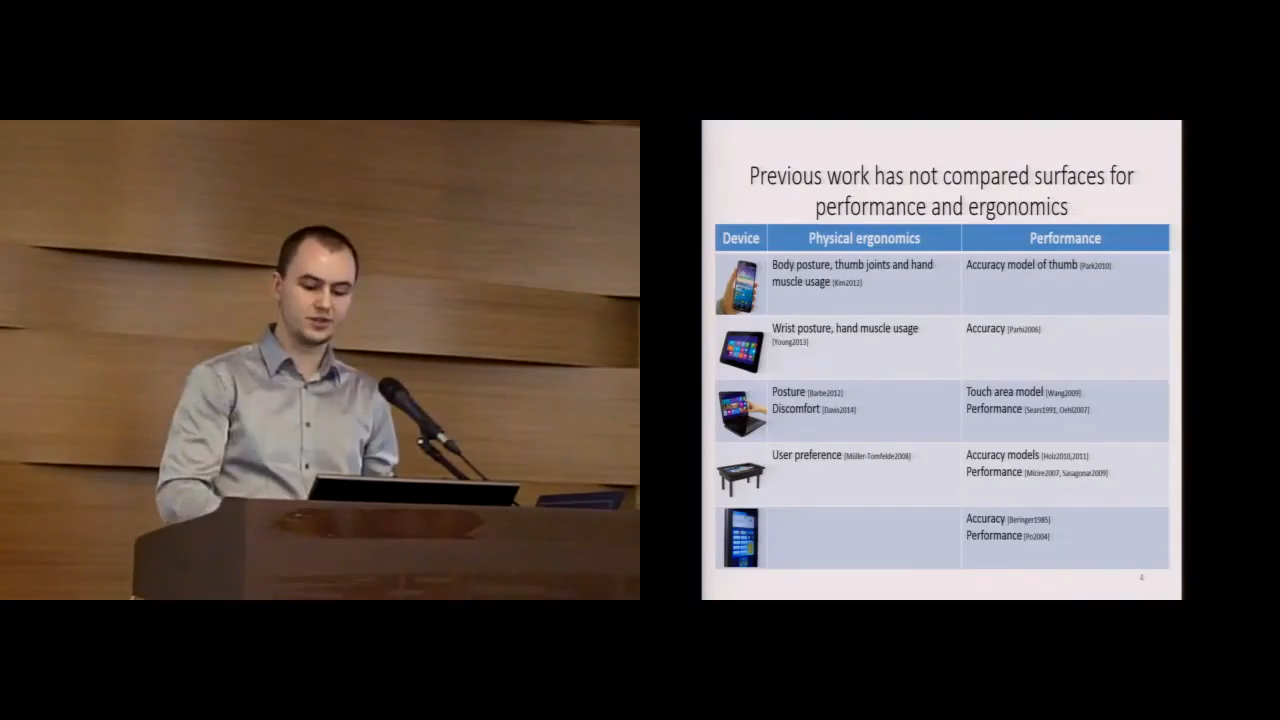 Previous work has not compared surfaces for
performance and ergonomics
Device Physical ergonomics Performance
Body posture, thumb joints and hand
muscle usage [Kim2012]
Accuracy model of thumb [Park2010]
Wrist posture, hand muscle usage
[Young2013]
Accuracy [Parhi2006]
Posture [Barbe2012]
Discomfort [Davis2014]
Touch area model [Wang2009]
Performance [Sears1991, Oehl2007]
User preference [Müller-Tomfelde2008]
Accuracy models [Holz2010,2011]
Performance [Micire2007, Sasagonar2009]
Accuracy [Beringer1985]
Performance [Po2004]
4